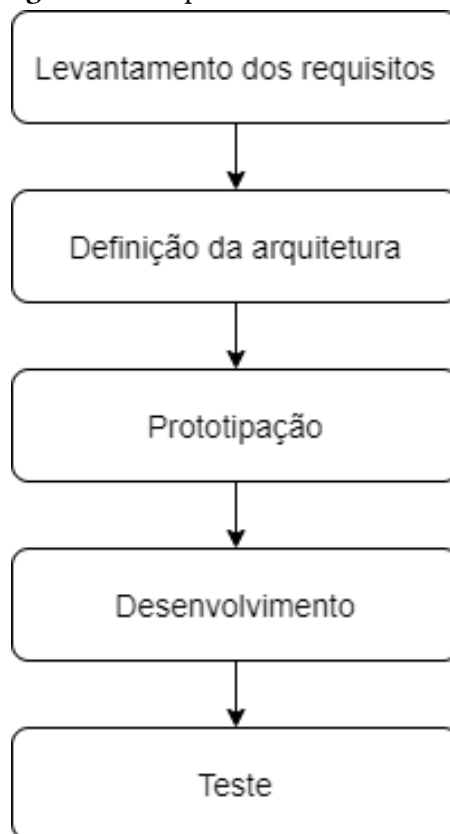 Levantamento dos requisitos
Definição da arquitetura
Prototipação
Desenvolvimento
Teste